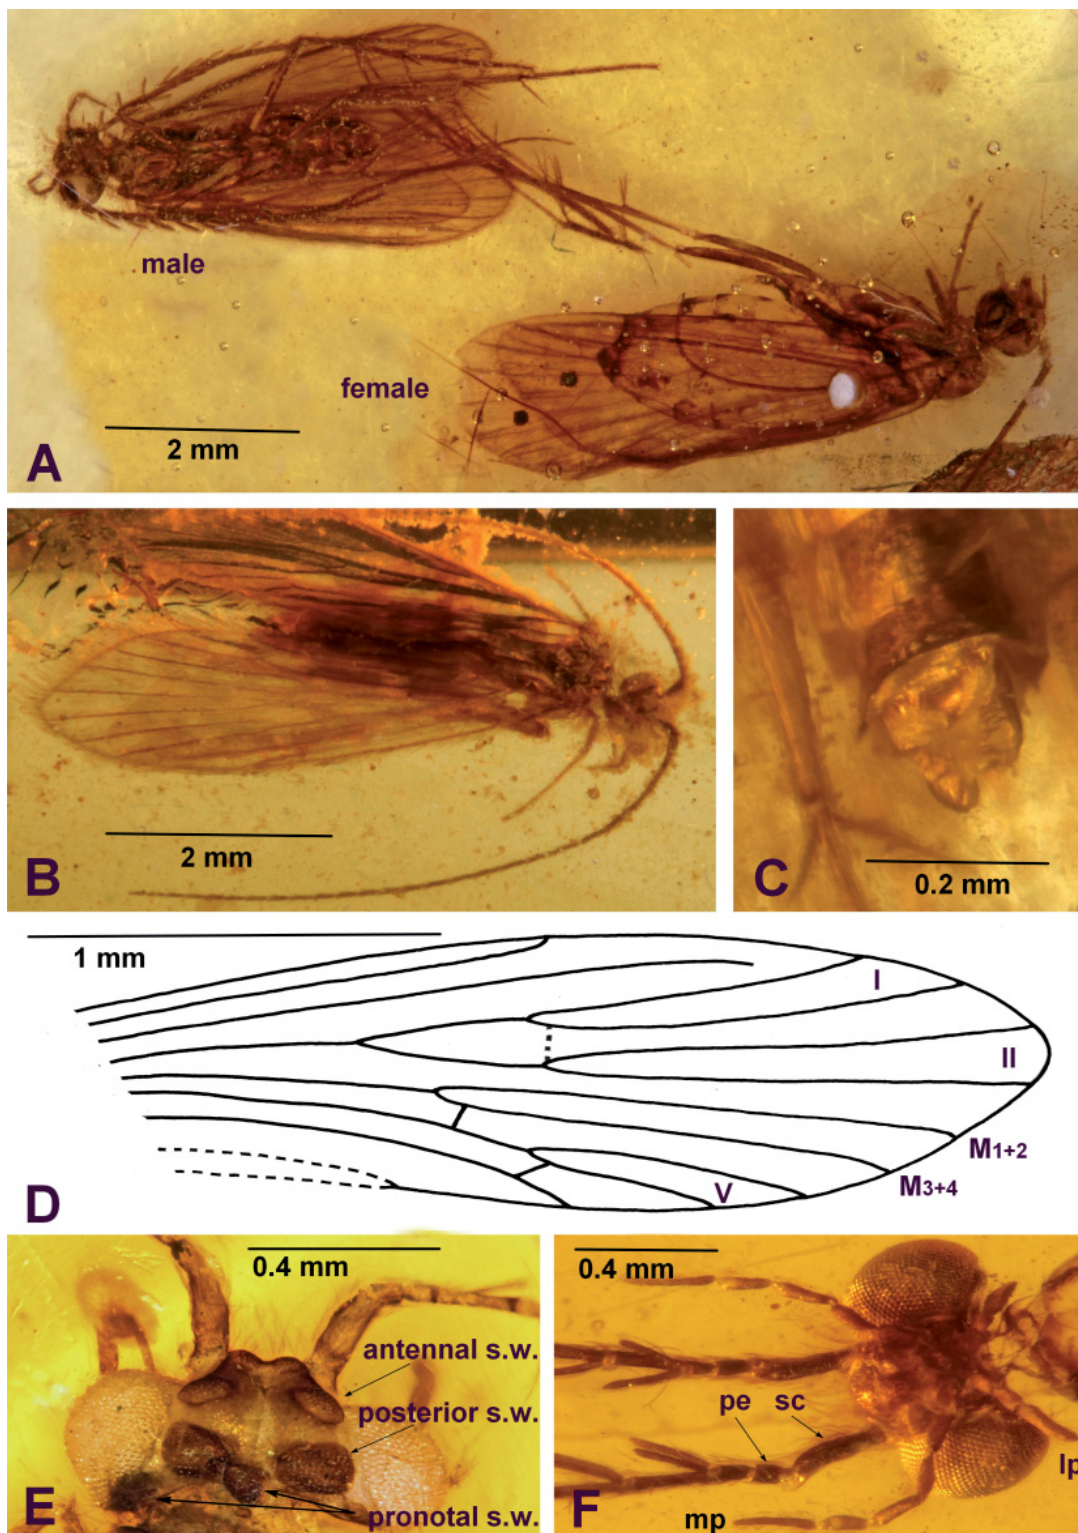 male
female
2 mm
A
2 mm
B
0.2 mm
C
1 mm
I
II
M1+2
M3+4
V
D
0.4 mm
antennal s.w.
posterior s.w.
pronotal s.w.
E
0.4 mm
pe sc
lp
mp
F